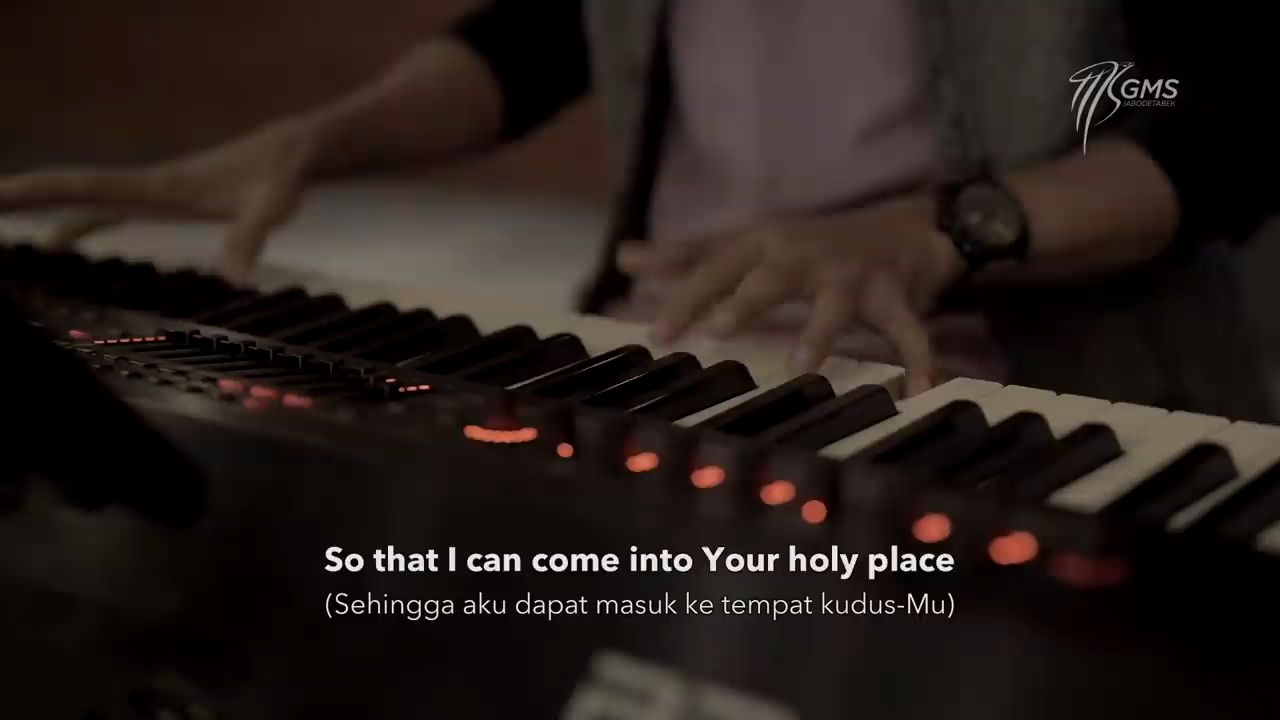 GMS
JABODETABEK
So that I can come into Your holy place
(Sehingga aku dapat masuk ke tempat kudus-Mu)